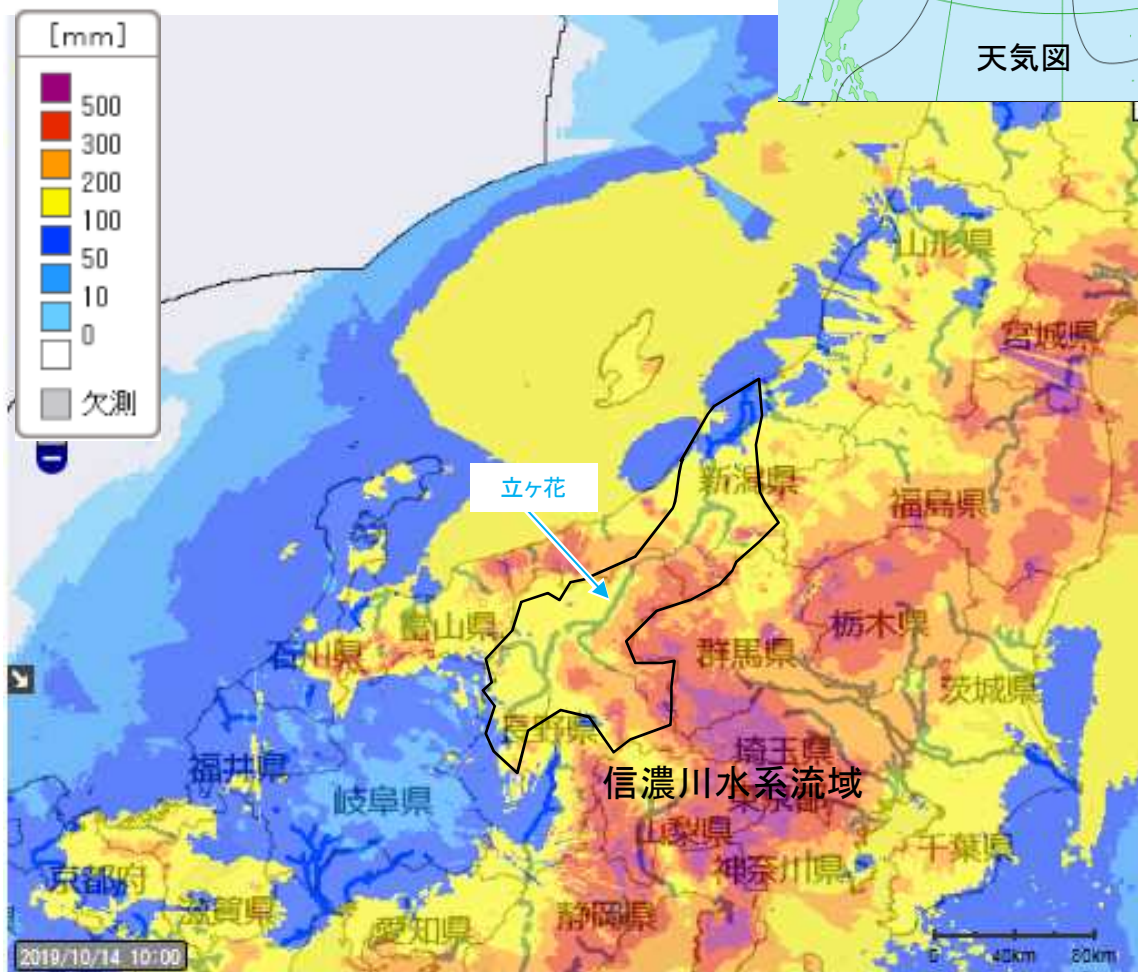 [mm]
500
300
200
100
50
10
0
欠測
天気図
山形県
宮城県
立ヶ花
新潟県
福島県
富山県
石川県
群馬県
栃木県
茨城県
長野県
埼玉県
福井県
岐阜県
信濃川水系流域
東京都
山梨県
神奈川県
千葉県
京都府
滋賀県
愛知県
静岡県
2019/10/14 10:00
0 40km 80km